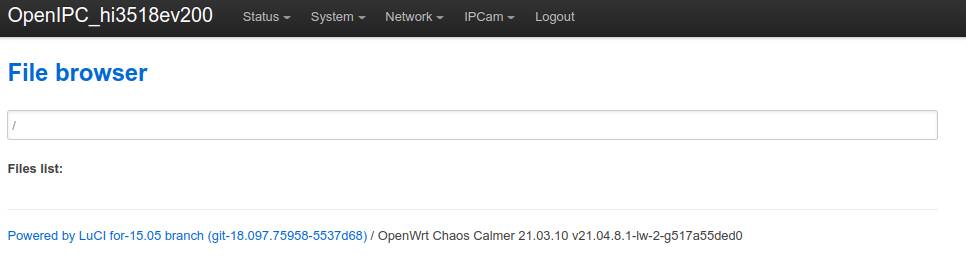 OpenIPC_hi3518ev200 Status System Network IPCam Logout
File browser
/
Files list:
Powered by LuCI for-15.05 branch (git-18.097.75958-5537d68) / OpenWrt Chaos Calmer 21.03.10 v21.04.8.1-lw-2-g517a55ded0